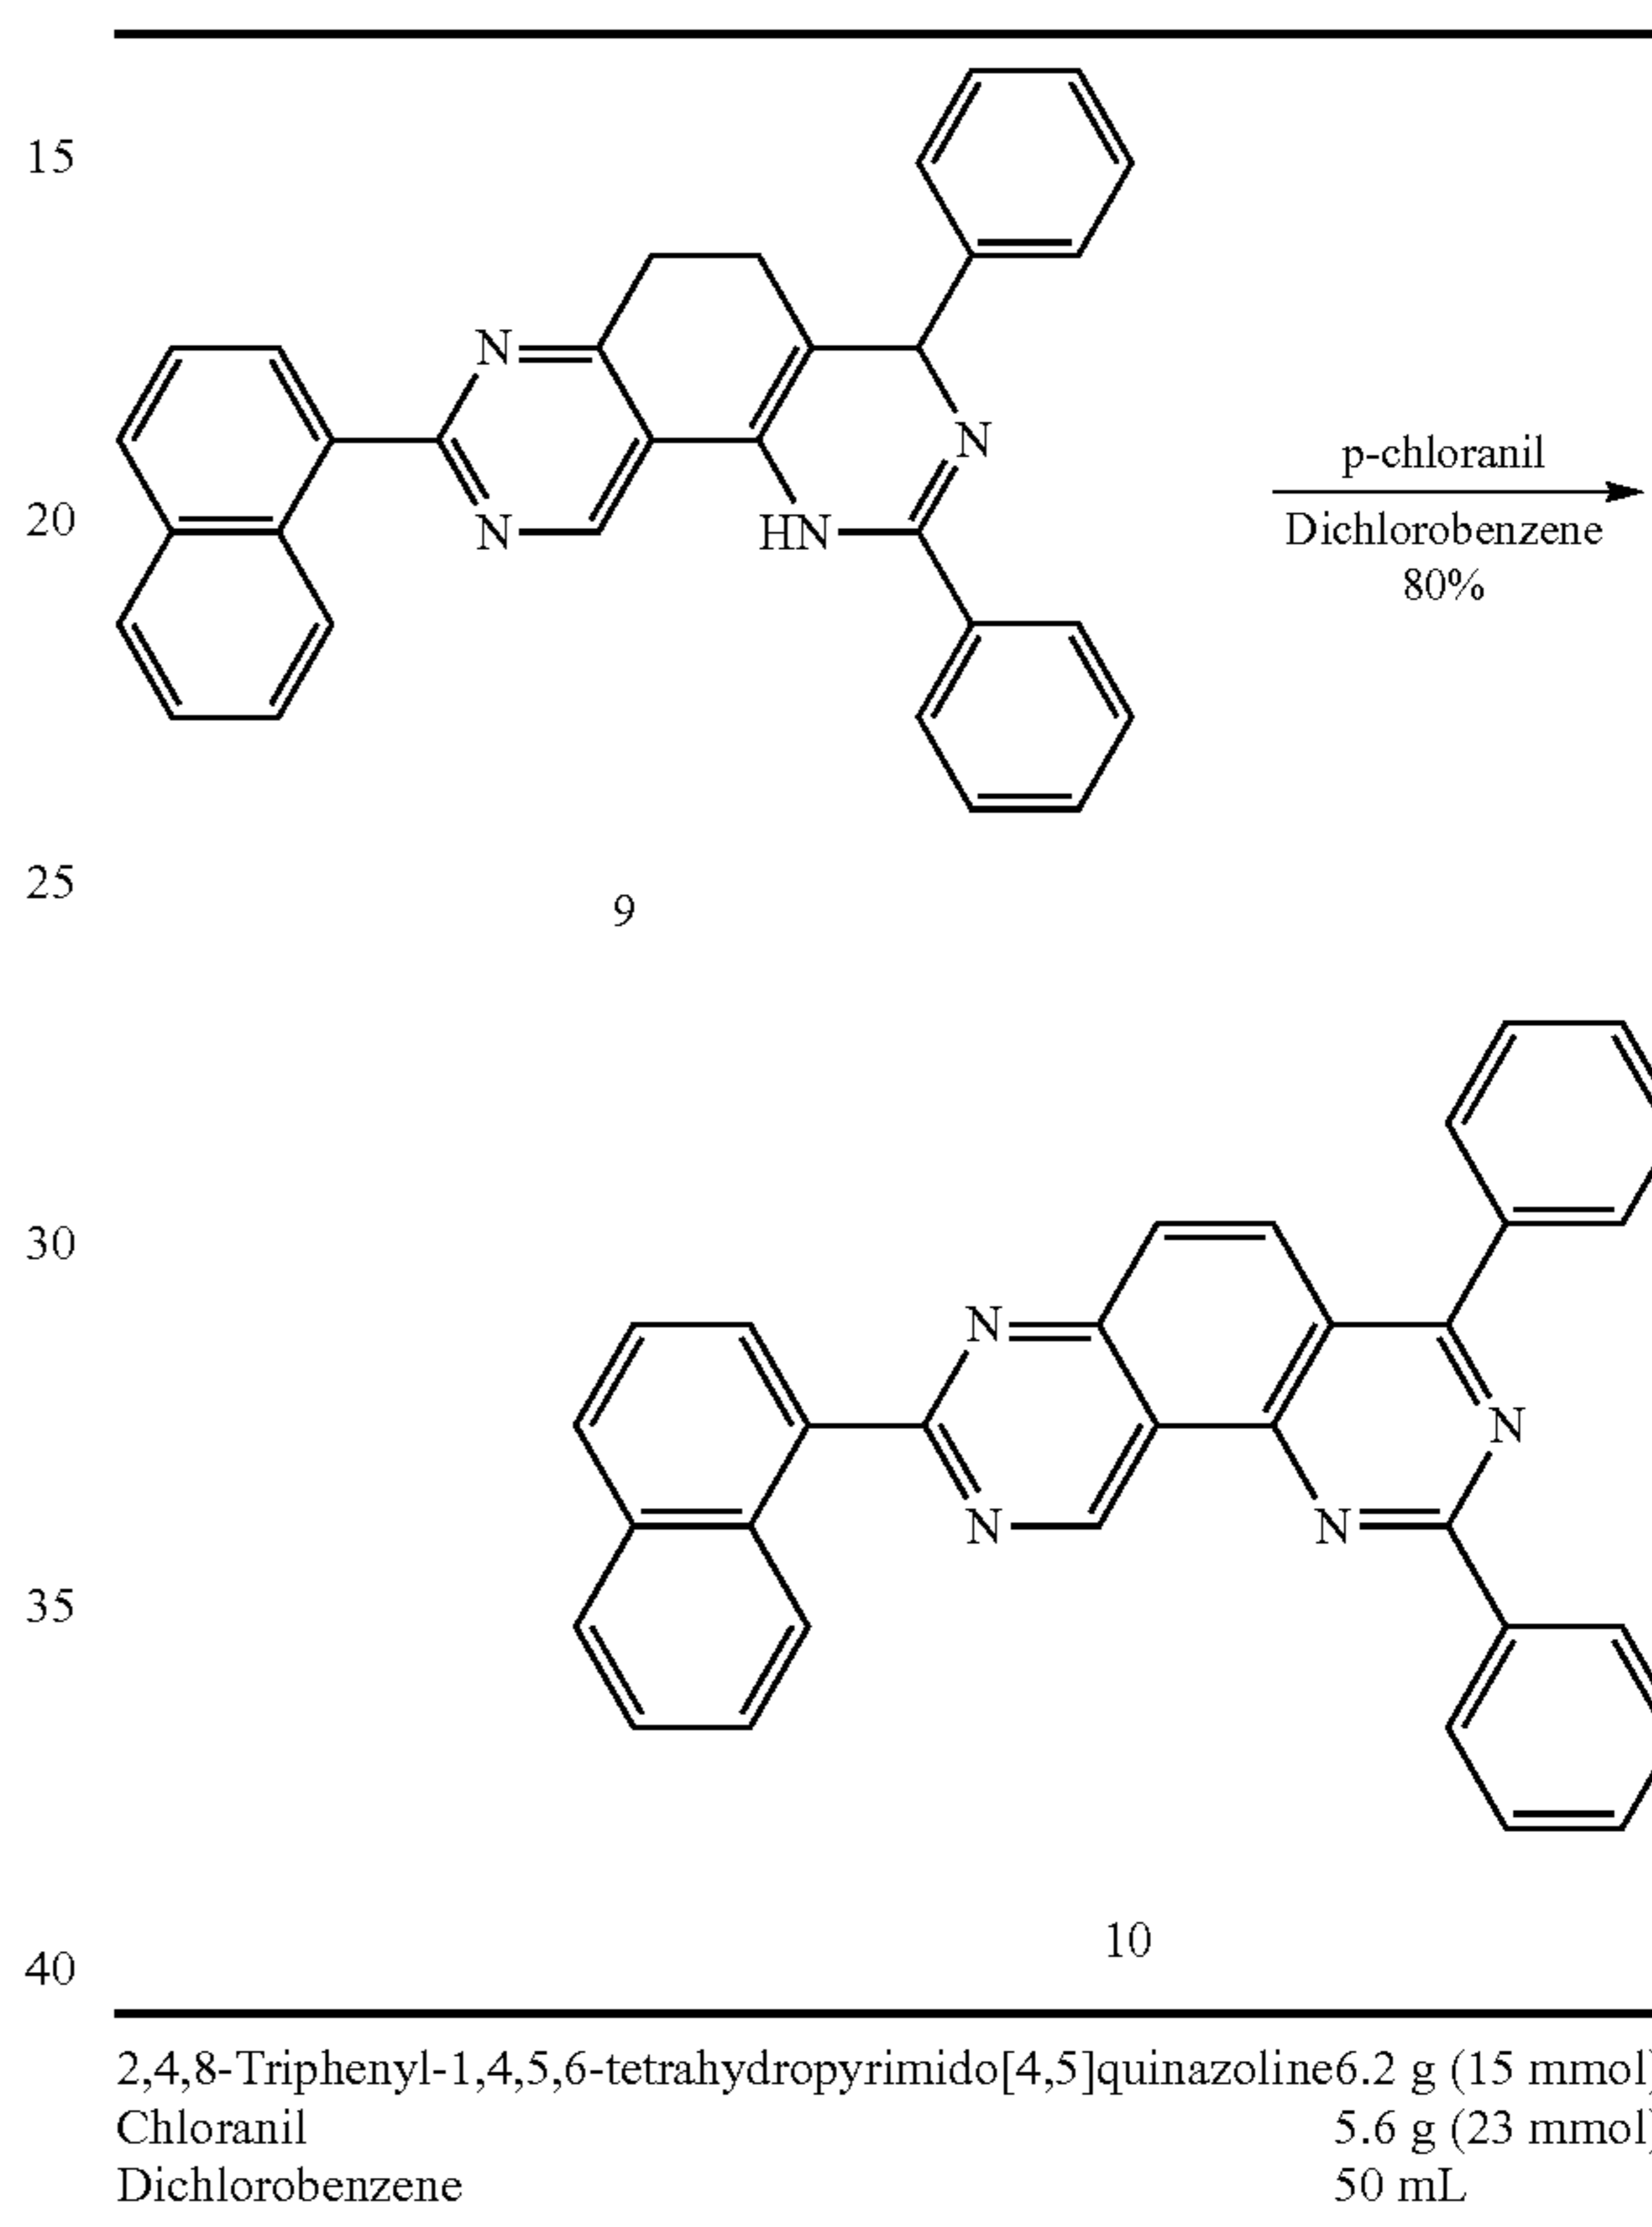 15
N
N
p-chloranil
20
N
HN
Dichlorobenzene
80%
25
9
30
N
N
N
N
35
10
40
2,4,8-Triphenyl-1,4,5,6-tetrahydropyrimido[4,5]quinazoline6.2 g (15 mmol)
Chloranil 5.6 g (23 mmol)
Dichlorobenzene 50 mL